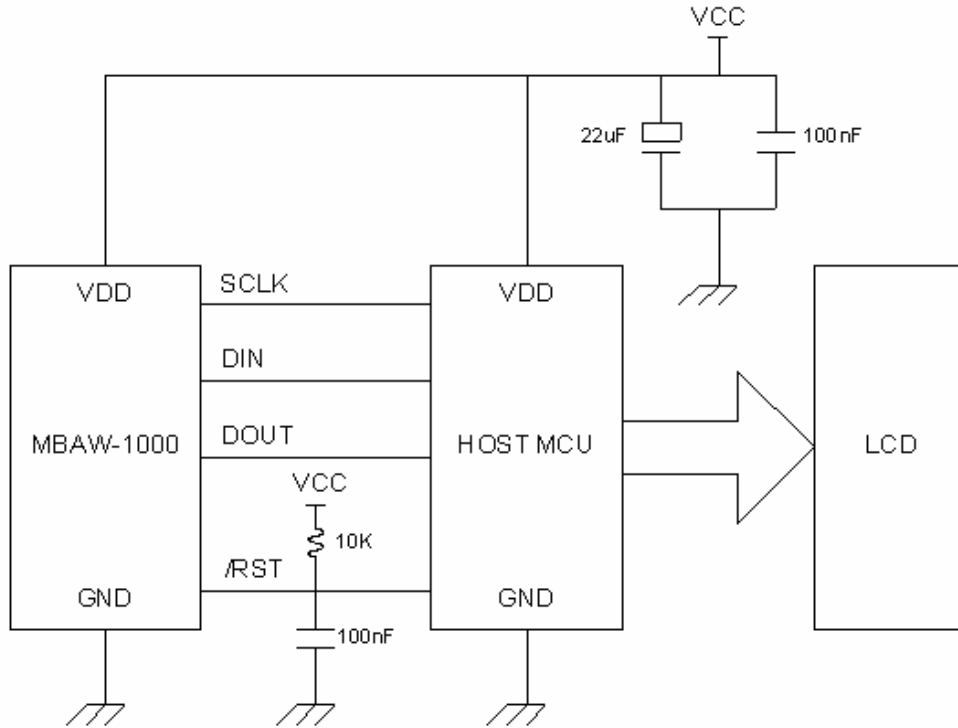 VCC
22uF
100nF
VDD
SCLK
VDD
DIN
MBAW-1000
DOUT
HOST MCU
LCD
VCC
10K
/RST
GND
GND
100nF